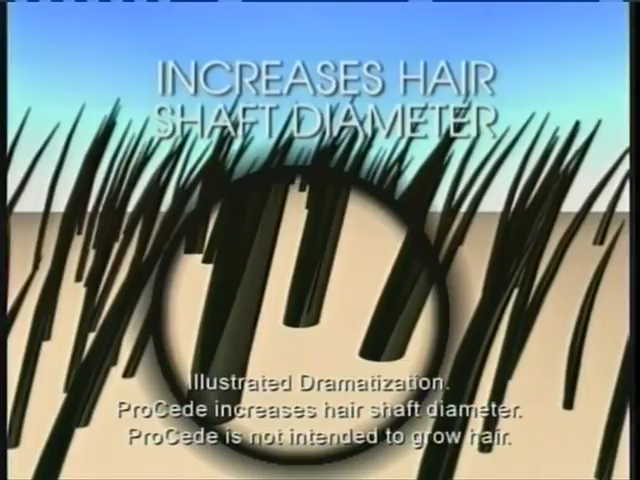 INCREASES HAIR
SHAFT DIAMETER
Illustrated Dramatization.
ProCede increases hair shaft diameter.
ProCede is not intended to grow hair.